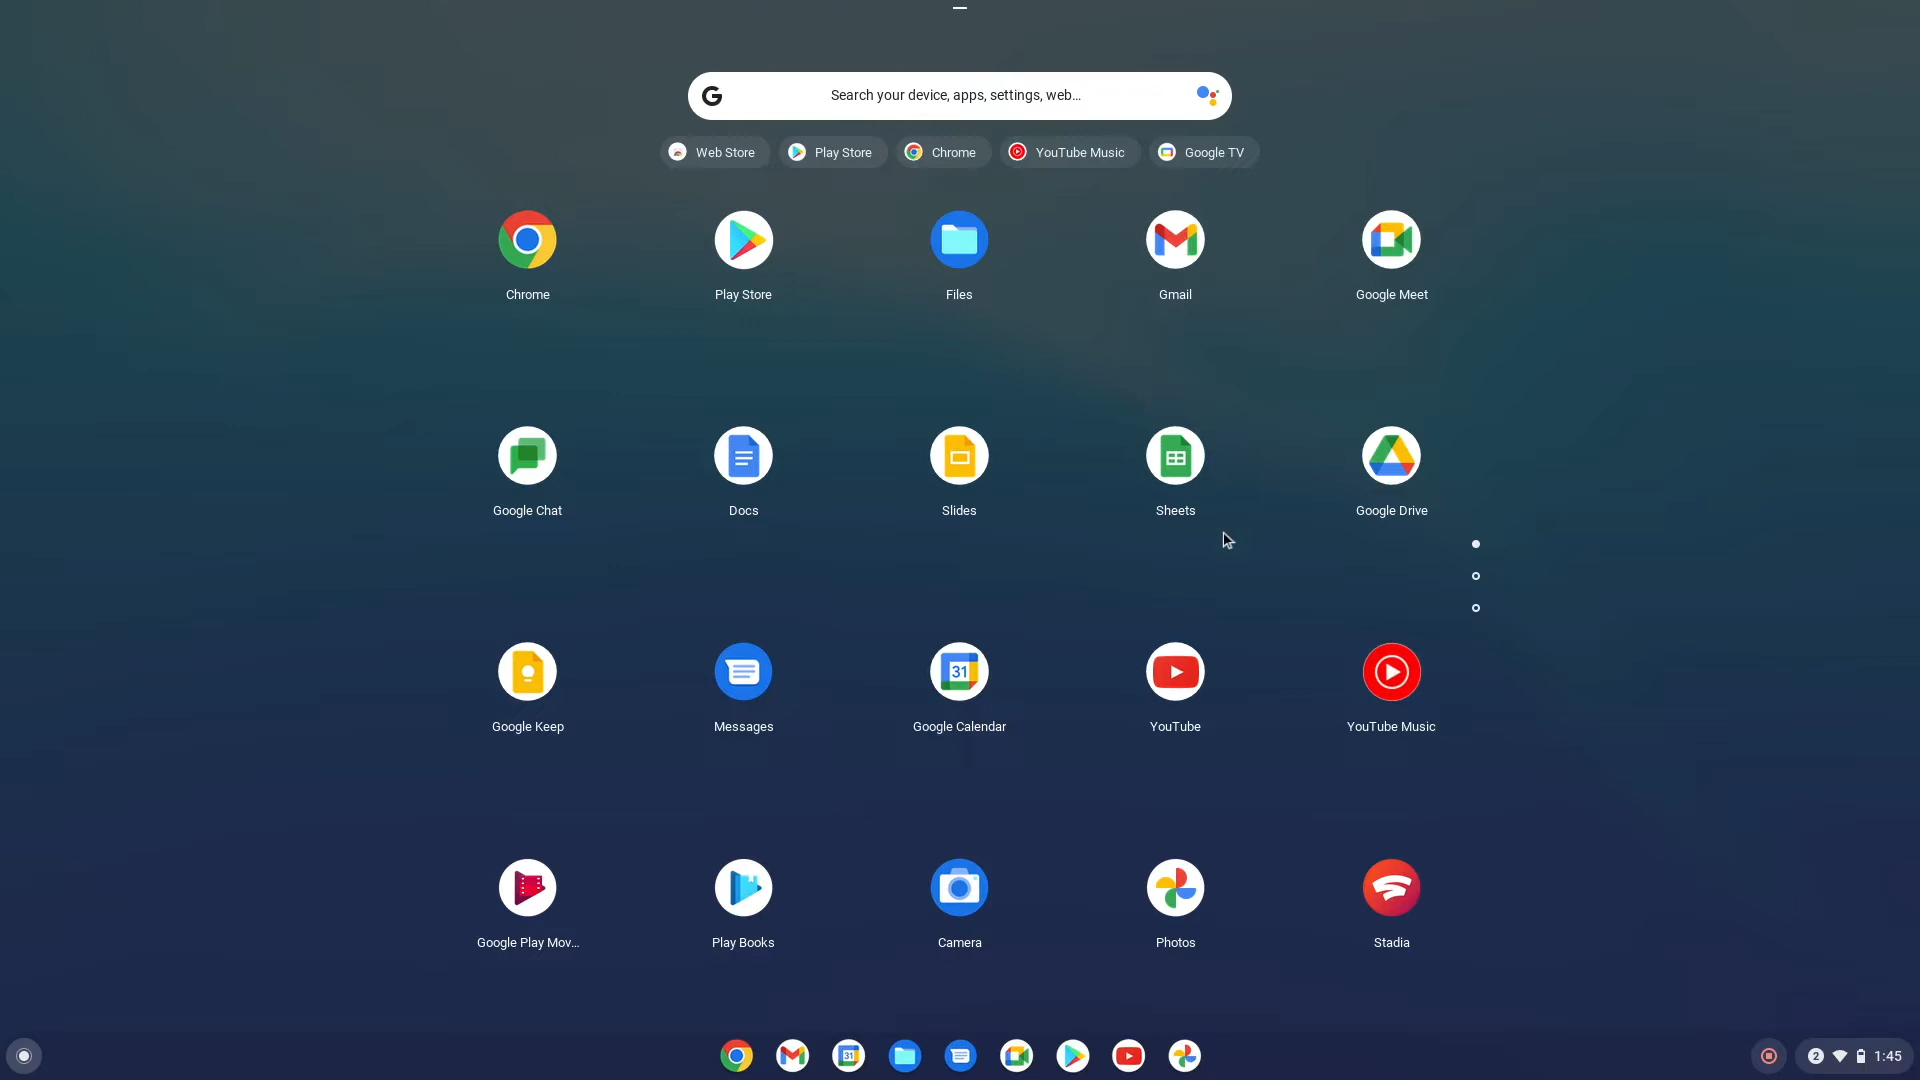 Search your device, apps, settings, web...
Web Store Play Store Chrome YouTube Music Google TV
Chrome Play Store Files Gmail Google Meet
Google Chat Docs Slides Sheets Google Drive
31
Google Keep Messages Google Calendar YouTube YouTube Music
Google Play Mov... Play Books Camera Photos Stadia
31 2 1:45